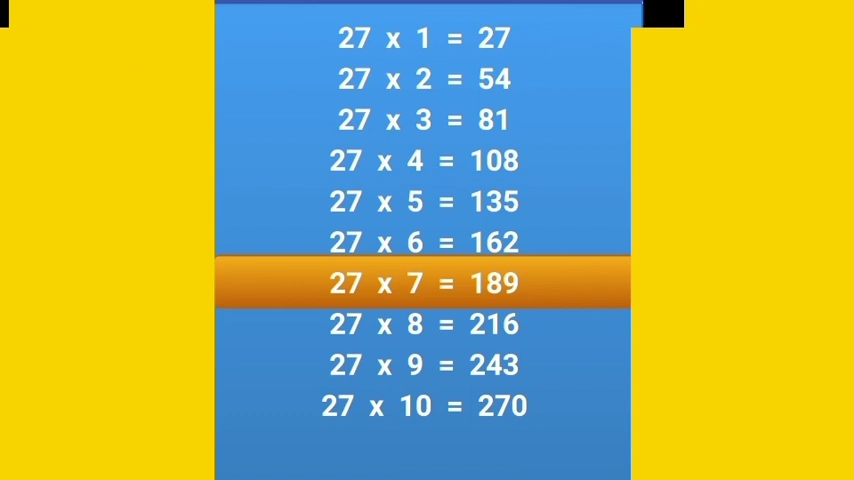 27 x 1 = 27
27 x 2 = 54
27 x 3 = 81
27 x 4 = 108
27 x 5 = 135
27 x 6 = 162
27 x 7 = 189
27 x 8 = 216
27 x 9 = 243
27 x 10 = 270